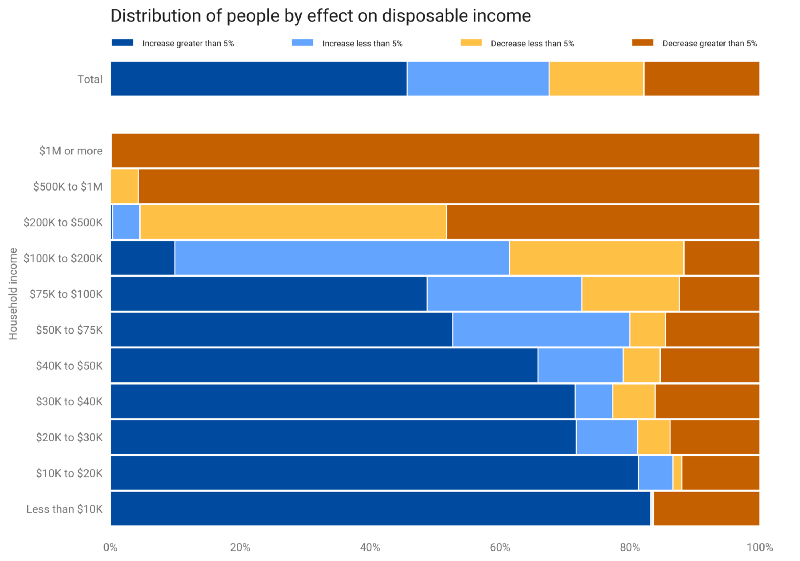 Distribution of people by effect on disposable income
Increase greater than 5% Increase less than 5% Decrease less than 5% Decrease greater than 5%
Total
Household income
$1M or more
$500K to $1M
$200K to $500K
$100K to $200K
$75K to $100K
$50K to $75K
$40K to $50K
$30K to $40K
$20K to $30K
$10K to $20K
Less than $10K
0% 20% 40% 60% 80% 100%